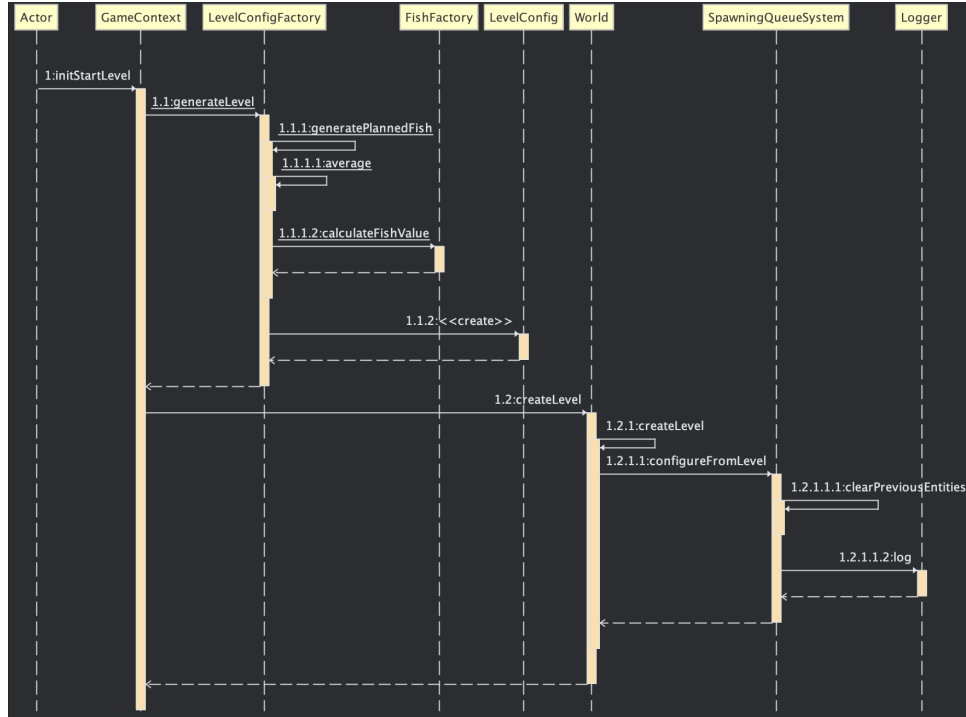 Actor GameContext LevelConfigFactory FishFactory LevelConfig World SpawningQueueSystem Logger
1:initStartLevel
1.1:generateLevel
1.1.1:generatePlannedFish
1.1.1.1:average
1.1.1.2:calculateFishValue
1.1.2:<<create>>
1.2:createLevel
1.2.1:createLevel
1.2.1.1:configureFromLevel
1.2.1.1.1:clearPreviousEntities
1.2.1.1.2:log